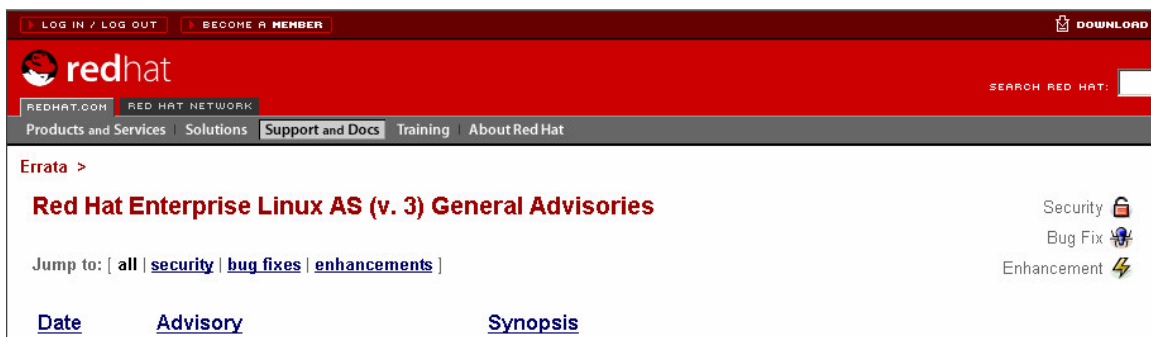 LOG IN / LOG OUT BECOME A MEMBER DOWNLOAD
redhat
SEARCH RED HAT:
REDHAT.COM RED HAT NETWORK
Products and Services | Solutions Support and Docs Training | About Red Hat
Errata >
Red Hat Enterprise Linux AS (v. 3) General Advisories
Security
Bug Fix
Jump to: [ all | security | bug fixes | enhancements ]
Enhancement
Date Advisory Synopsis